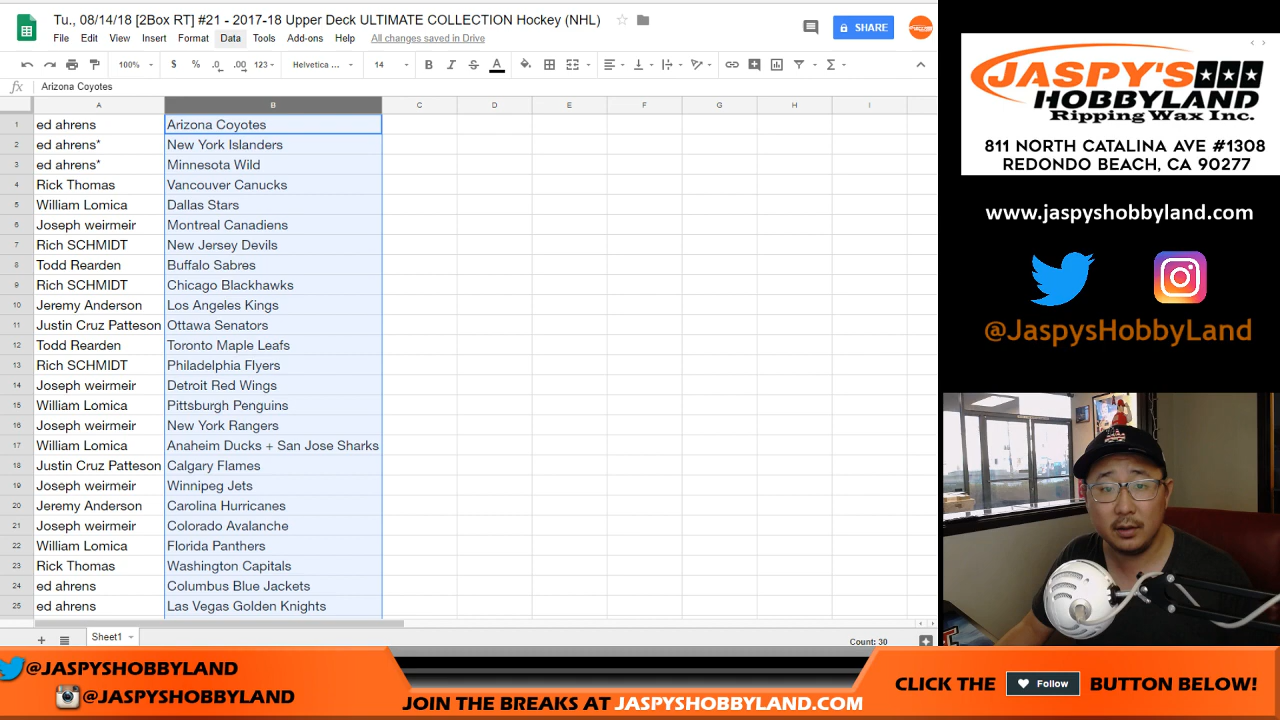 Tu., 08/14/18 [2Box RT] #21 - 2017-18 Upper Deck ULTIMATE COLLECTION Hockey (NHL)
File Edit View Insert Format Data Tools Add-ons Help All changes saved in Drive
SHARE
100% $ % .0 .00 123 Helvetica ... 14 B I S A
fx Arizona Coyotes
A B C D E F G H I
1 ed ahrens Arizona Coyotes
2 ed ahrens* New York Islanders
3 ed ahrens* Minnesota Wild
4 Rick Thomas Vancouver Canucks
5 William Lomica Dallas Stars
6 Joseph weirmeir Montreal Canadiens
7 Rich SCHMIDT New Jersey Devils
8 Todd Rearden Buffalo Sabres
9 Rich SCHMIDT Chicago Blackhawks
10 Jeremy Anderson Los Angeles Kings
11 Justin Cruz Patteson Ottawa Senators
12 Todd Rearden Toronto Maple Leafs
13 Rich SCHMIDT Philadelphia Flyers
14 Joseph weirmeir Detroit Red Wings
15 William Lomica Pittsburgh Penguins
16 Joseph weirmeir New York Rangers
17 William Lomica Anaheim Ducks + San Jose Sharks
18 Justin Cruz Patteson Calgary Flames
19 Joseph weirmeir Winnipeg Jets
20 Jeremy Anderson Carolina Hurricanes
21 Joseph weirmeir Colorado Avalanche
22 William Lomica Florida Panthers
23 Rick Thomas Washington Capitals
24 ed ahrens Columbus Blue Jackets
25 ed ahrens Las Vegas Golden Knights
Sheet1
Count: 30
JASPY'S
HOBBYLAND
Ripping Wax Inc.
811 NORTH CATALINA AVE #1308
REDONDO BEACH, CA 90277
www.jaspyshobbyland.com
@JaspysHobbyLand
@JASPYSHOBBYLAND
@JASPYSHOBBYLAND
JOIN THE BREAKS AT JASPYSHOBBYLAND.COM
CLICK THE Follow BUTTON BELOW!